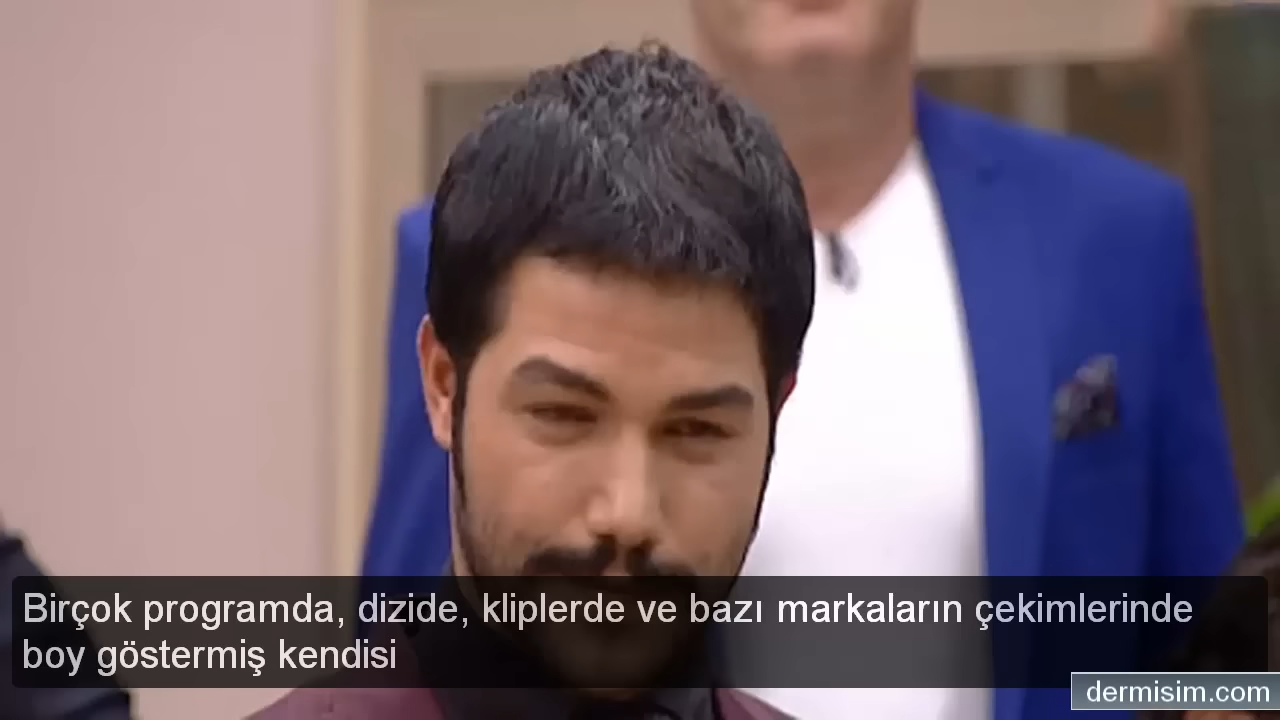 Birçok programda, dizide, kliplerde ve bazı markaların çekimlerinde
boy göstermiş kendisi
dermisim.com